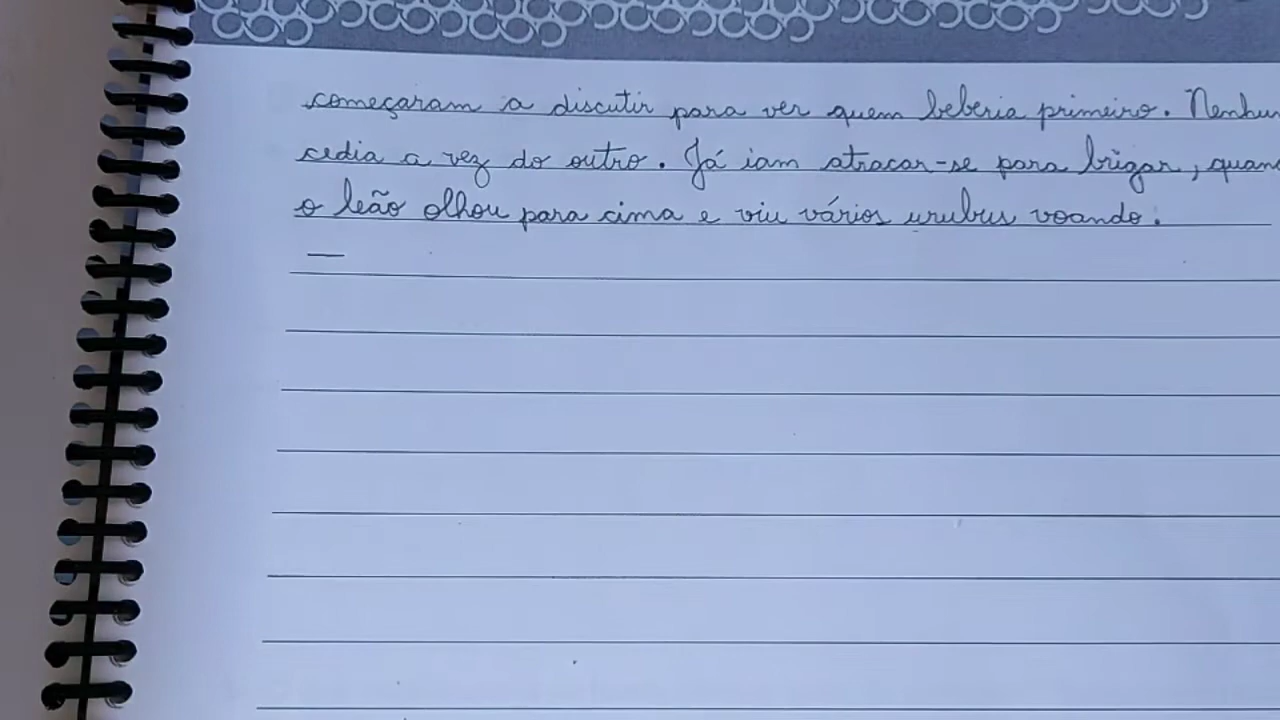 começaram a discutir para ver quem beberia primeiro. Nenhum
cedia a vez do outro. Já iam atracar-se para brigar, quan
o leão olhou para cima e viu vários urubus voando.
—